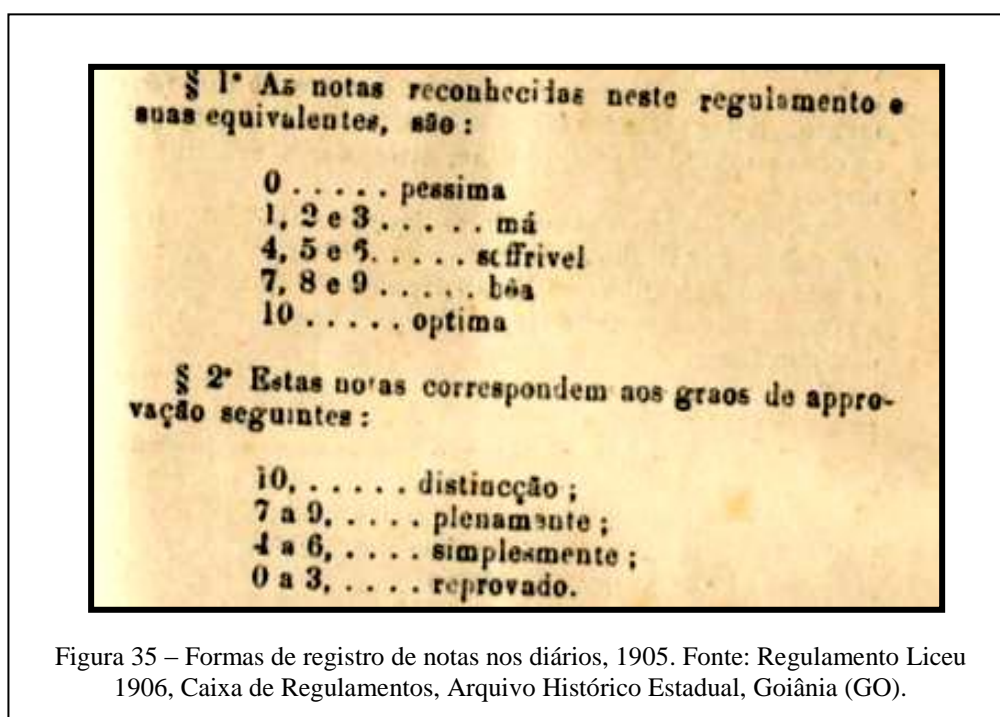 § 1º As notas reconhecidas neste regulamento e
suas equivalentes, são :
0 . . . . . pessima
1, 2 e 3 . . . . . má
4, 5 e 6. . . . . soffrivel
7, 8 e 9 . . . . . bôa
10 . . . . . optima
§ 2º Estas notas correspondem aos graos de appro-
vação seguintes :
10, . . . . . . distincção ;
7 a 9, . . . . plenamente ;
4 a 6, . . . . simplesmente ;
0 a 3, . . . . reprovado.
Figura 35 – Formas de registro de notas nos diários, 1905. Fonte: Regulamento Liceu
1906, Caixa de Regulamentos, Arquivo Histórico Estadual, Goiânia (GO).